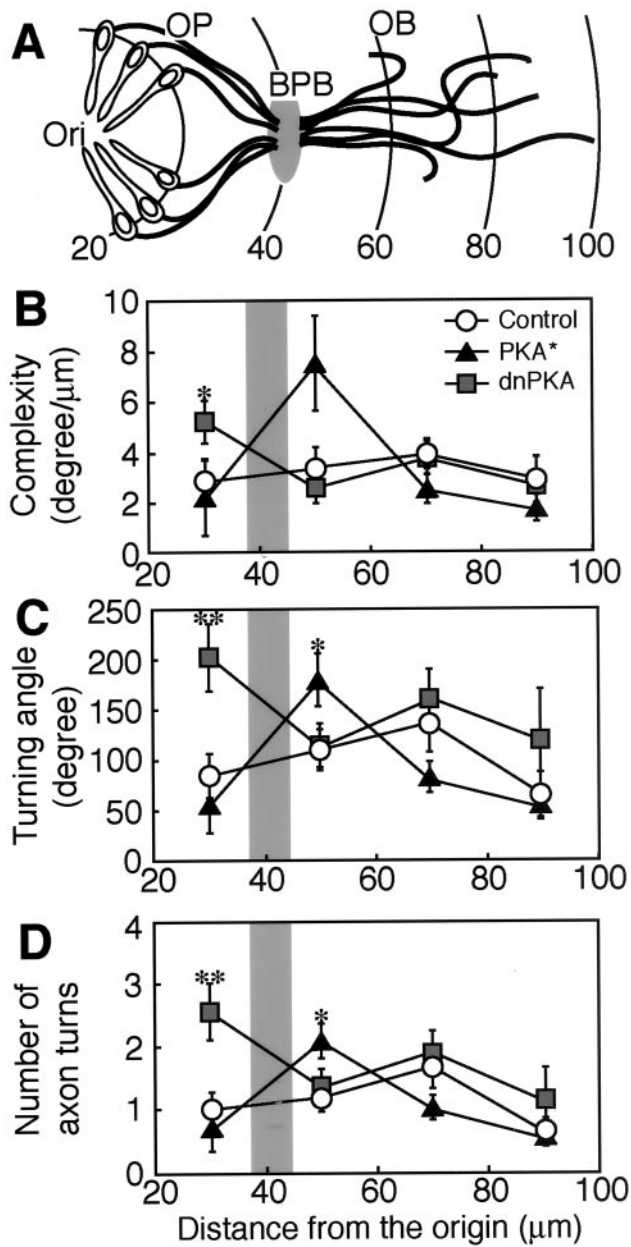 A
OP
OB
BPB
Ori
20 40 60 80 100
B
10
8
6
4
2
0
Complexity
(degree/μm)
Control
PKA*
dnPKA
*
20 40 60 80 100
C
250
200
150
100
50
0
Turning angle
(degree)
**
*
20 40 60 80 100
D
4
3
2
1
0
Number of
axon turns
**
*
20 40 60 80 100
Distance from the origin (μm)